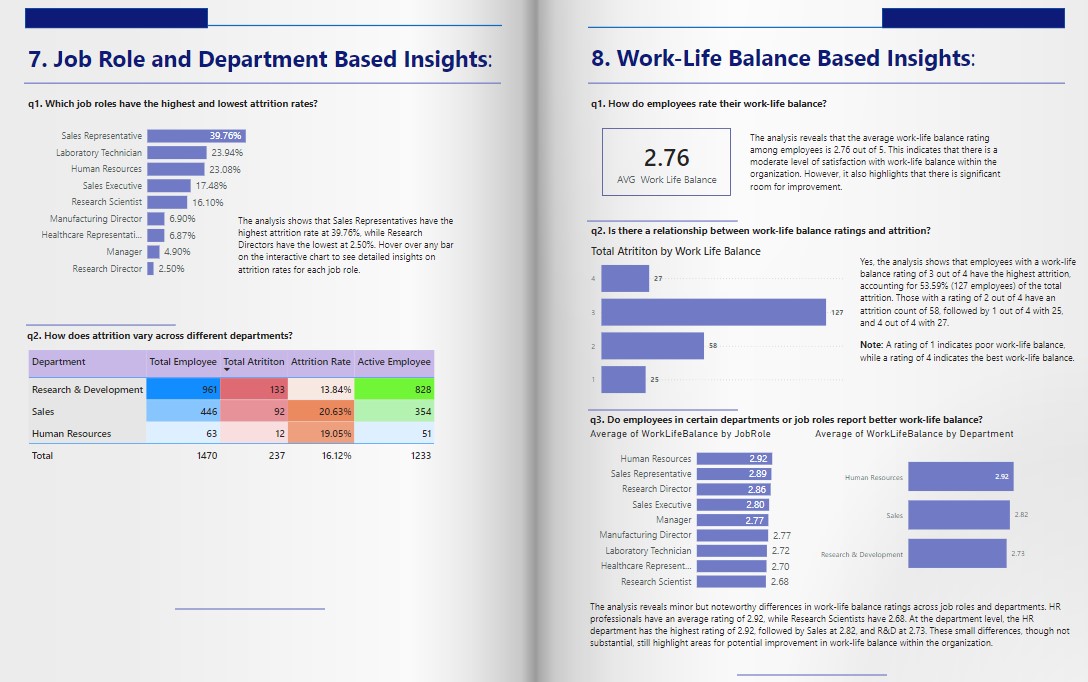 7. Job Role and Department Based Insights:
q1. Which job roles have the highest and lowest attrition rates?
Sales Representative 39.76%
Laboratory Technician 23.94%
Human Resources 23.08%
Sales Executive 17.48%
Research Scientist 16.10%
Manufacturing Director 6.90%
Healthcare Representati... 6.87%
Manager 4.90%
Research Director 2.50%
The analysis shows that Sales Representatives have the
highest attrition rate at 39.76%, while Research
Directors have the lowest at 2.50%. Hover over any bar
on the interactive chart to see detailed insights on
attrition rates for each job role.
q2. How does attrition vary across different departments?
Department Total Employee Total Atrititon Attrition Rate Active Employee
Research & Development 961 133 13.84% 828
Sales 446 92 20.63% 354
Human Resources 63 12 19.05% 51
Total 1470 237 16.12% 1233
8. Work-Life Balance Based Insights:
q1. How do employees rate their work-life balance?
2.76
AVG Work Life Balance
The analysis reveals that the average work-life balance rating
among employees is 2.76 out of 5. This indicates that there is a
moderate level of satisfaction with work-life balance within the
organization. However, it also highlights that there is significant
room for improvement.
q2. Is there a relationship between work-life balance ratings and attrition?
Total Atrititon by Work Life Balance
4 27
3 127
2 58
1 25
Yes, the analysis shows that employees with a work-life
balance rating of 3 out of 4 have the highest attrition,
accounting for 53.59% (127 employees) of the total
attrition. Those with a rating of 2 out of 4 have an
attrition count of 58, followed by 1 out of 4 with 25,
and 4 out of 4 with 27.
Note: A rating of 1 indicates poor work-life balance,
while a rating of 4 indicates the best work-life balance.
q3. Do employees in certain departments or job roles report better work-life balance?
Average of WorkLifeBalance by JobRole
Human Resources 2.92
Sales Representative 2.89
Research Director 2.86
Sales Executive 2.80
Manager 2.77
Manufacturing Director 2.77
Laboratory Technician 2.72
Healthcare Represent... 2.70
Research Scientist 2.68
Average of WorkLifeBalance by Department
Human Resources 2.92
Sales 2.82
Research & Development 2.73
The analysis reveals minor but noteworthy differences in work-life balance ratings across job roles and departments. HR
professionals have an average rating of 2.92, while Research Scientists have 2.68. At the department level, the HR
department has the highest rating of 2.92, followed by Sales at 2.82, and R&D at 2.73. These small differences, though not
substantial, still highlight areas for potential improvement in work-life balance within the organization.